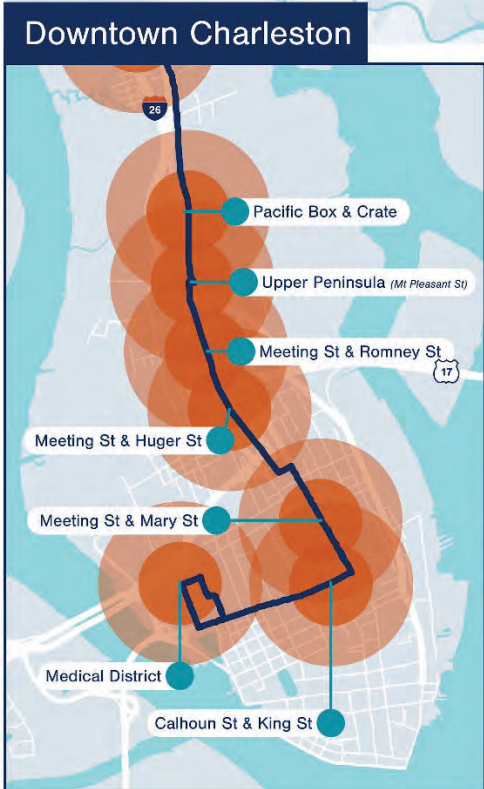 Downtown Charleston
26
Pacific Box & Crate
Upper Peninsula (Mt Pleasant St)
Meeting St & Romney St
17
Meeting St & Huger St
Meeting St & Mary St
Medical District
Calhoun St & King St